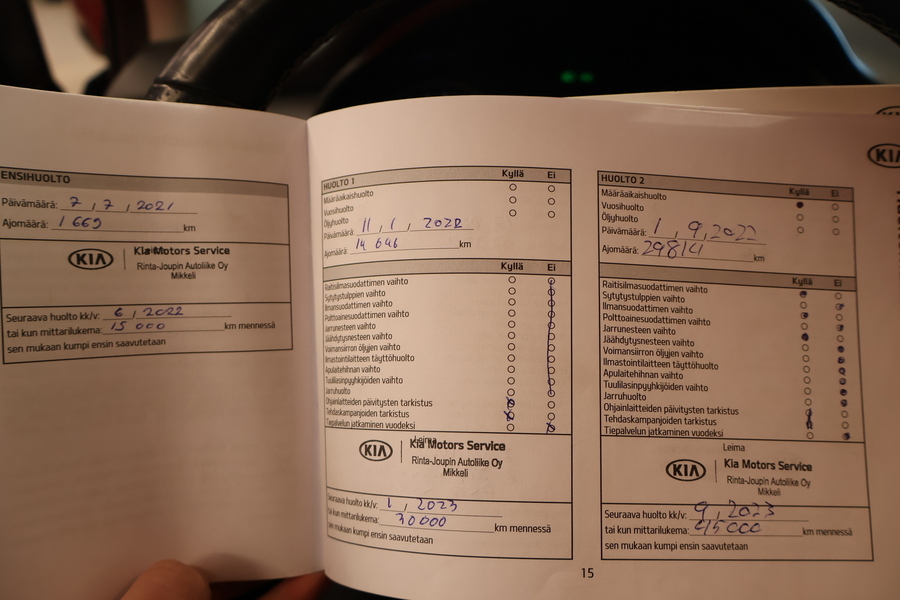 ENSIHUOLTO
Päivämäärä: 7, 7, 2021
Ajomäärä: 1 669 km
KIA Kia Motors Service
Rinta-Joupin Autoliike Oy
Mikkeli
Seuraava huolto kk/v: 6, 2022
tai kun mittarilukema: 15 000 km mennessä
sen mukaan kumpi ensin saavutetaan
HUOLTO 1 Kyllä Ei
Määräaikaishuolto
Vuosihuolto
Öljyhuolto
Päivämäärä: 11, 1, 2022
Ajomäärä: 14 646 km
Kyllä Ei
Raitisilmasuodattimen vaihto
Sytytystulppien vaihto
Ilmansuodattimen vaihto
Polttoainesuodattimen vaihto
Jarrunesteen vaihto
Jäähdytysnesteen vaihto
Voimansiirron öljyjen vaihto
Ilmastointilaitteen täyttöhuolto
Apulaitehihnan vaihto
Tuulilasinpyyhkijöiden vaihto
Jarruhuolto
Ohjainlaitteiden päivitysten tarkistus
Tehdaskampanjoiden tarkistus
Tiepalvelun jatkaminen vuodeksi
Leima
KIA Kia Motors Service
Rinta-Joupin Autoliike Oy
Mikkeli
Seuraava huolto kk/v: 1, 2023
tai kun mittarilukema: 30000 km mennessä
sen mukaan kumpi ensin saavutetaan
15
HUOLTO 2 Kyllä Ei
Määräaikaishuolto
Vuosihuolto
Öljyhuolto
Päivämäärä: 1, 9, 2022
Ajomäärä: 29814 km
Kyllä Ei
Raitisilmasuodattimen vaihto
Sytytystulppien vaihto
Ilmansuodattimen vaihto
Polttoainesuodattimen vaihto
Jarrunesteen vaihto
Jäähdytysnesteen vaihto
Voimansiirron öljyjen vaihto
Ilmastointilaitteen täyttöhuolto
Apulaitehihnan vaihto
Tuulilasinpyyhkijöiden vaihto
Jarruhuolto
Ohjainlaitteiden päivitysten tarkistus
Tehdaskampanjoiden tarkistus
Tiepalvelun jatkaminen vuodeksi
Leima
KIA Kia Motors Service
Rinta-Joupin Autoliike Oy
Mikkeli
Seuraava huolto kk/v: 9, 2023
tai kun mittarilukema: 45000 km mennessä
sen mukaan kumpi ensin saavutetaan
KIA